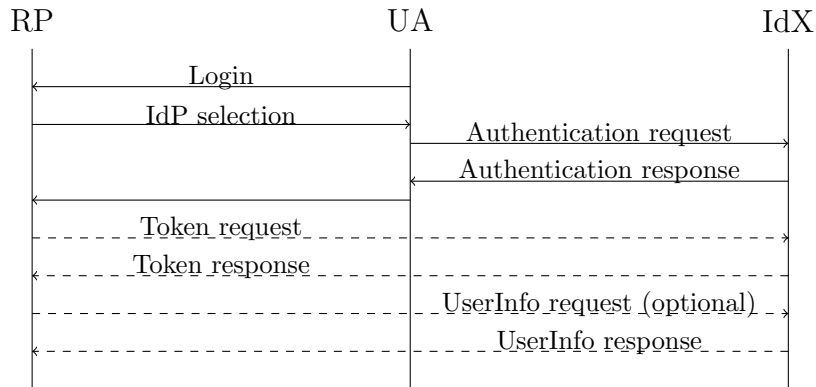 RP
UA
IdX
Login
IdP selection
Authentication request
Authentication response
Token request
Token response
UserInfo request (optional)
UserInfo response